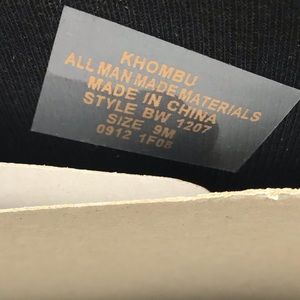 KHOMBU
ALL MAN MADE MATERIALS
MADE IN CHINA
STYLE BW 1207
SIZE 9M
0912 1F08